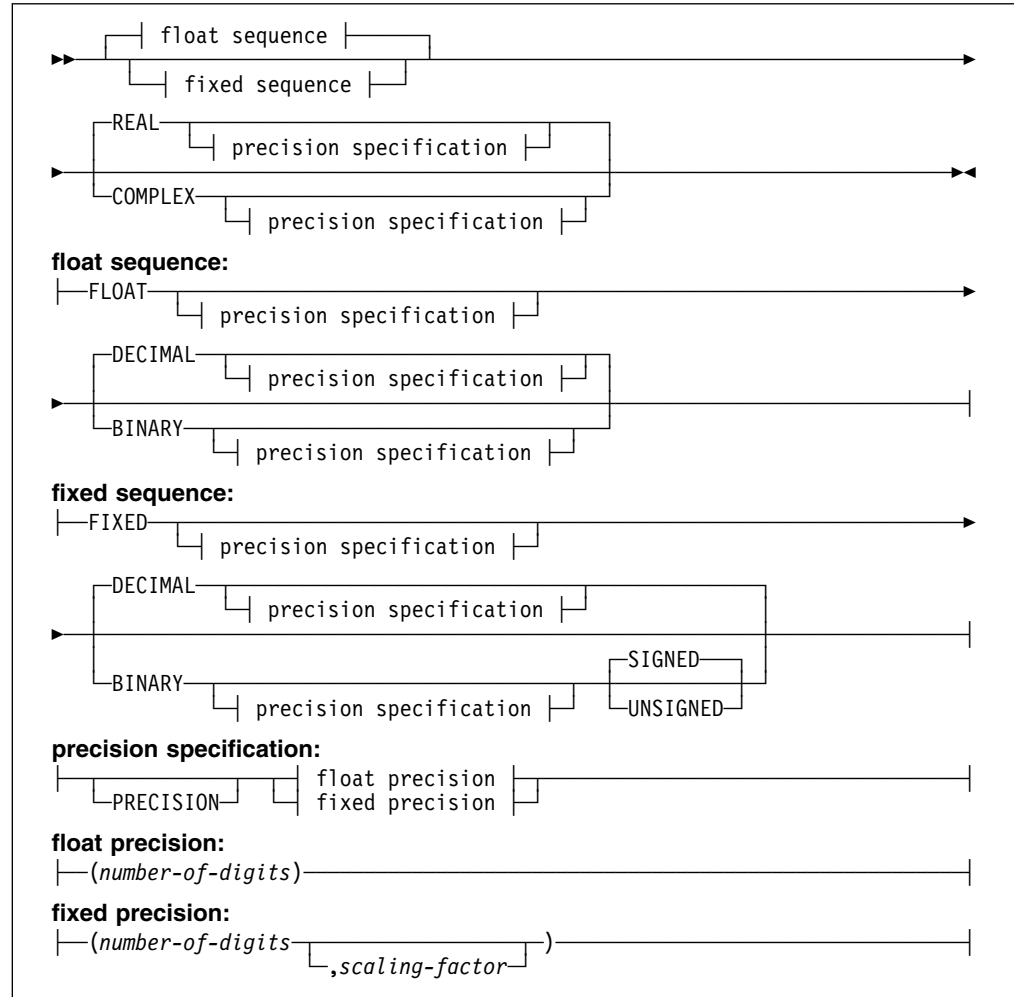 float sequence
fixed sequence
REAL
precision specification
COMPLEX
precision specification
float sequence:
FLOAT
precision specification
DECIMAL
precision specification
BINARY
precision specification
fixed sequence:
FIXED
precision specification
DECIMAL
precision specification
SIGNED
BINARY
precision specification UNSIGNED
precision specification:
float precision
PRECISION fixed precision
float precision:
(number-of-digits)
fixed precision:
(number-of-digits )
,scaling-factor